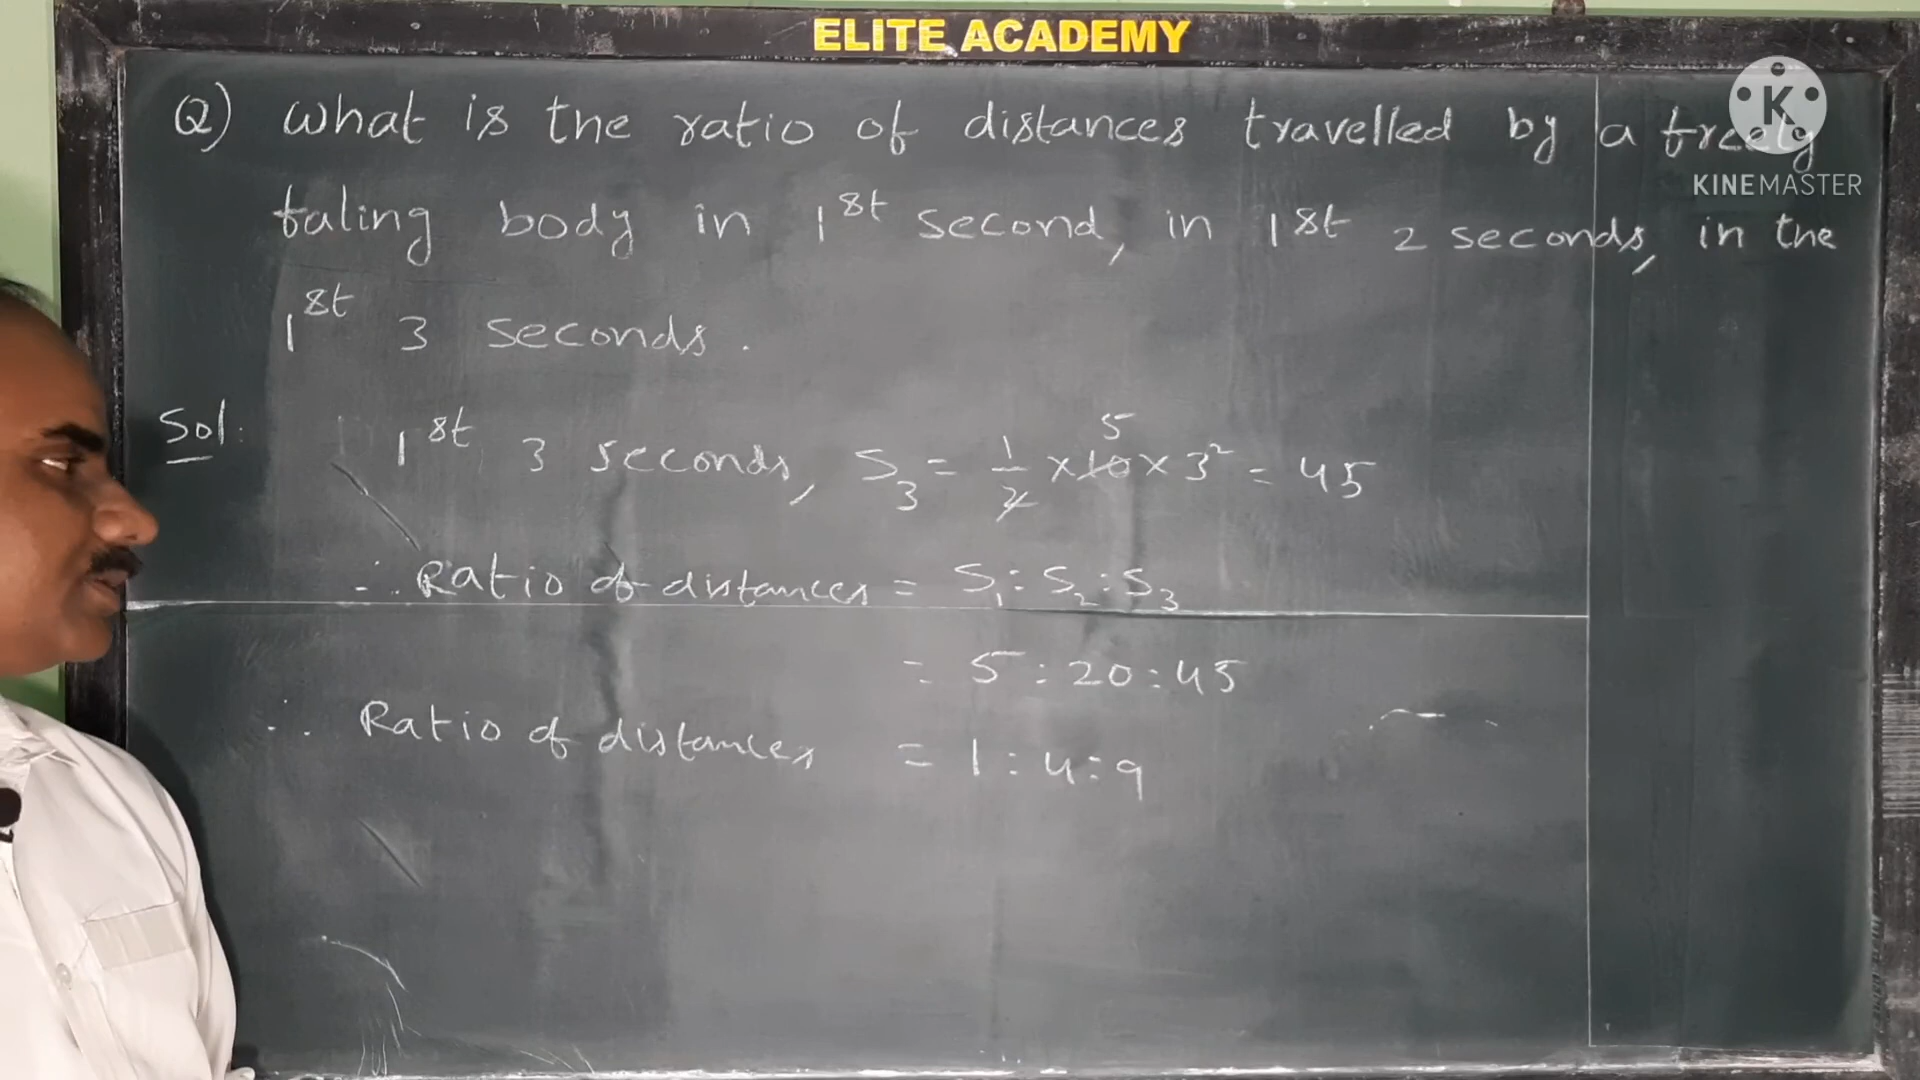 ELITE ACADEMY
K
KINEMASTER
Q) What is the ratio of distances travelled by a freely
faling body in 1st second, in 1st 2 seconds, in the
1st 3 seconds.
Sol: 1st 3 seconds, S₃ = 1/2 × 10 × 3² = 45
5
∴ Ratio of distances = S₁ : S₂ : S₃
= 5 : 20 : 45
∴ Ratio of distances = 1 : 4 : 9